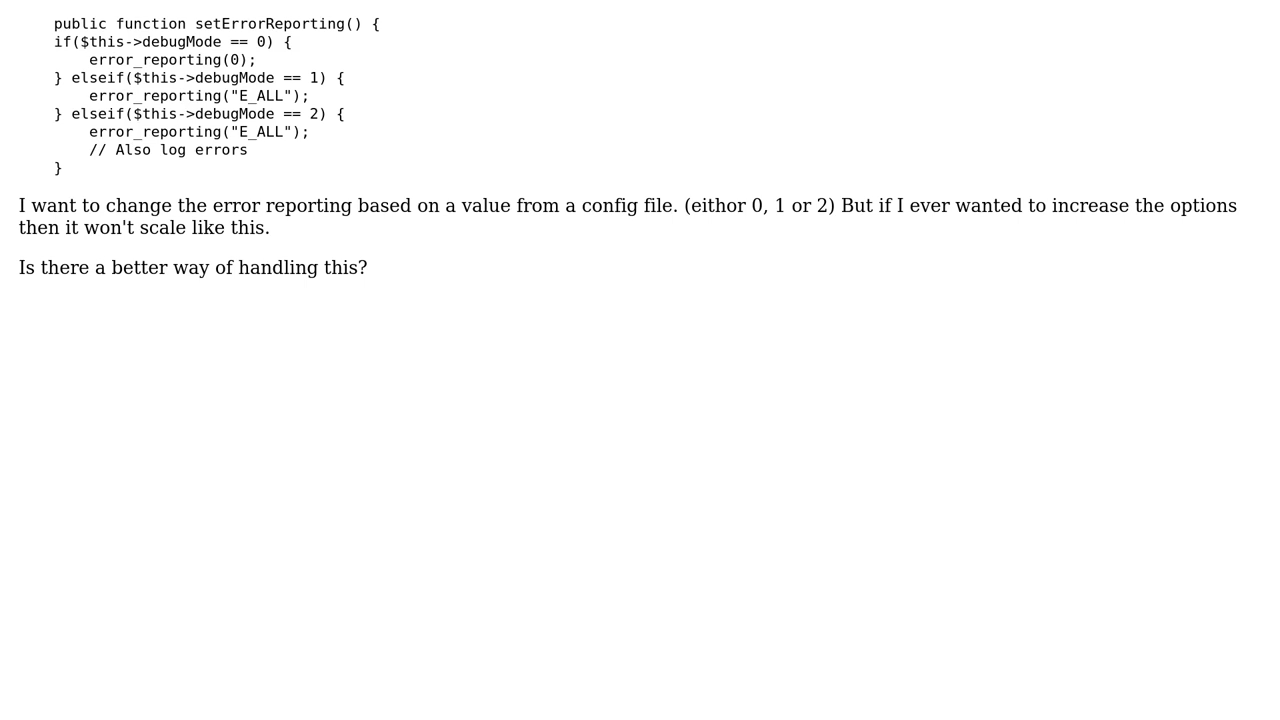 public function setErrorReporting() {
if($this->debugMode == 0) {
    error_reporting(0);
} elseif($this->debugMode == 1) {
    error_reporting("E_ALL");
} elseif($this->debugMode == 2) {
    error_reporting("E_ALL");
    // Also log errors
}
I want to change the error reporting based on a value from a config file. (eithor 0, 1 or 2) But if I ever wanted to increase the options
then it won't scale like this.
Is there a better way of handling this?